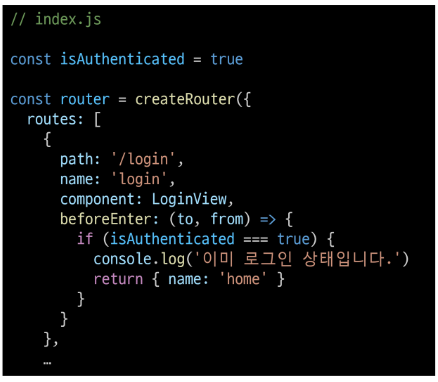 // index.js
const isAuthenticated = true
const router = createRouter({
  routes: [
    {
      path: '/login',
      name: 'login',
      component: LoginView,
      beforeEnter: (to, from) => {
        if (isAuthenticated === true) {
          console.log('이미 로그인 상태입니다.')
          return { name: 'home' }
        }
      }
    },
    …